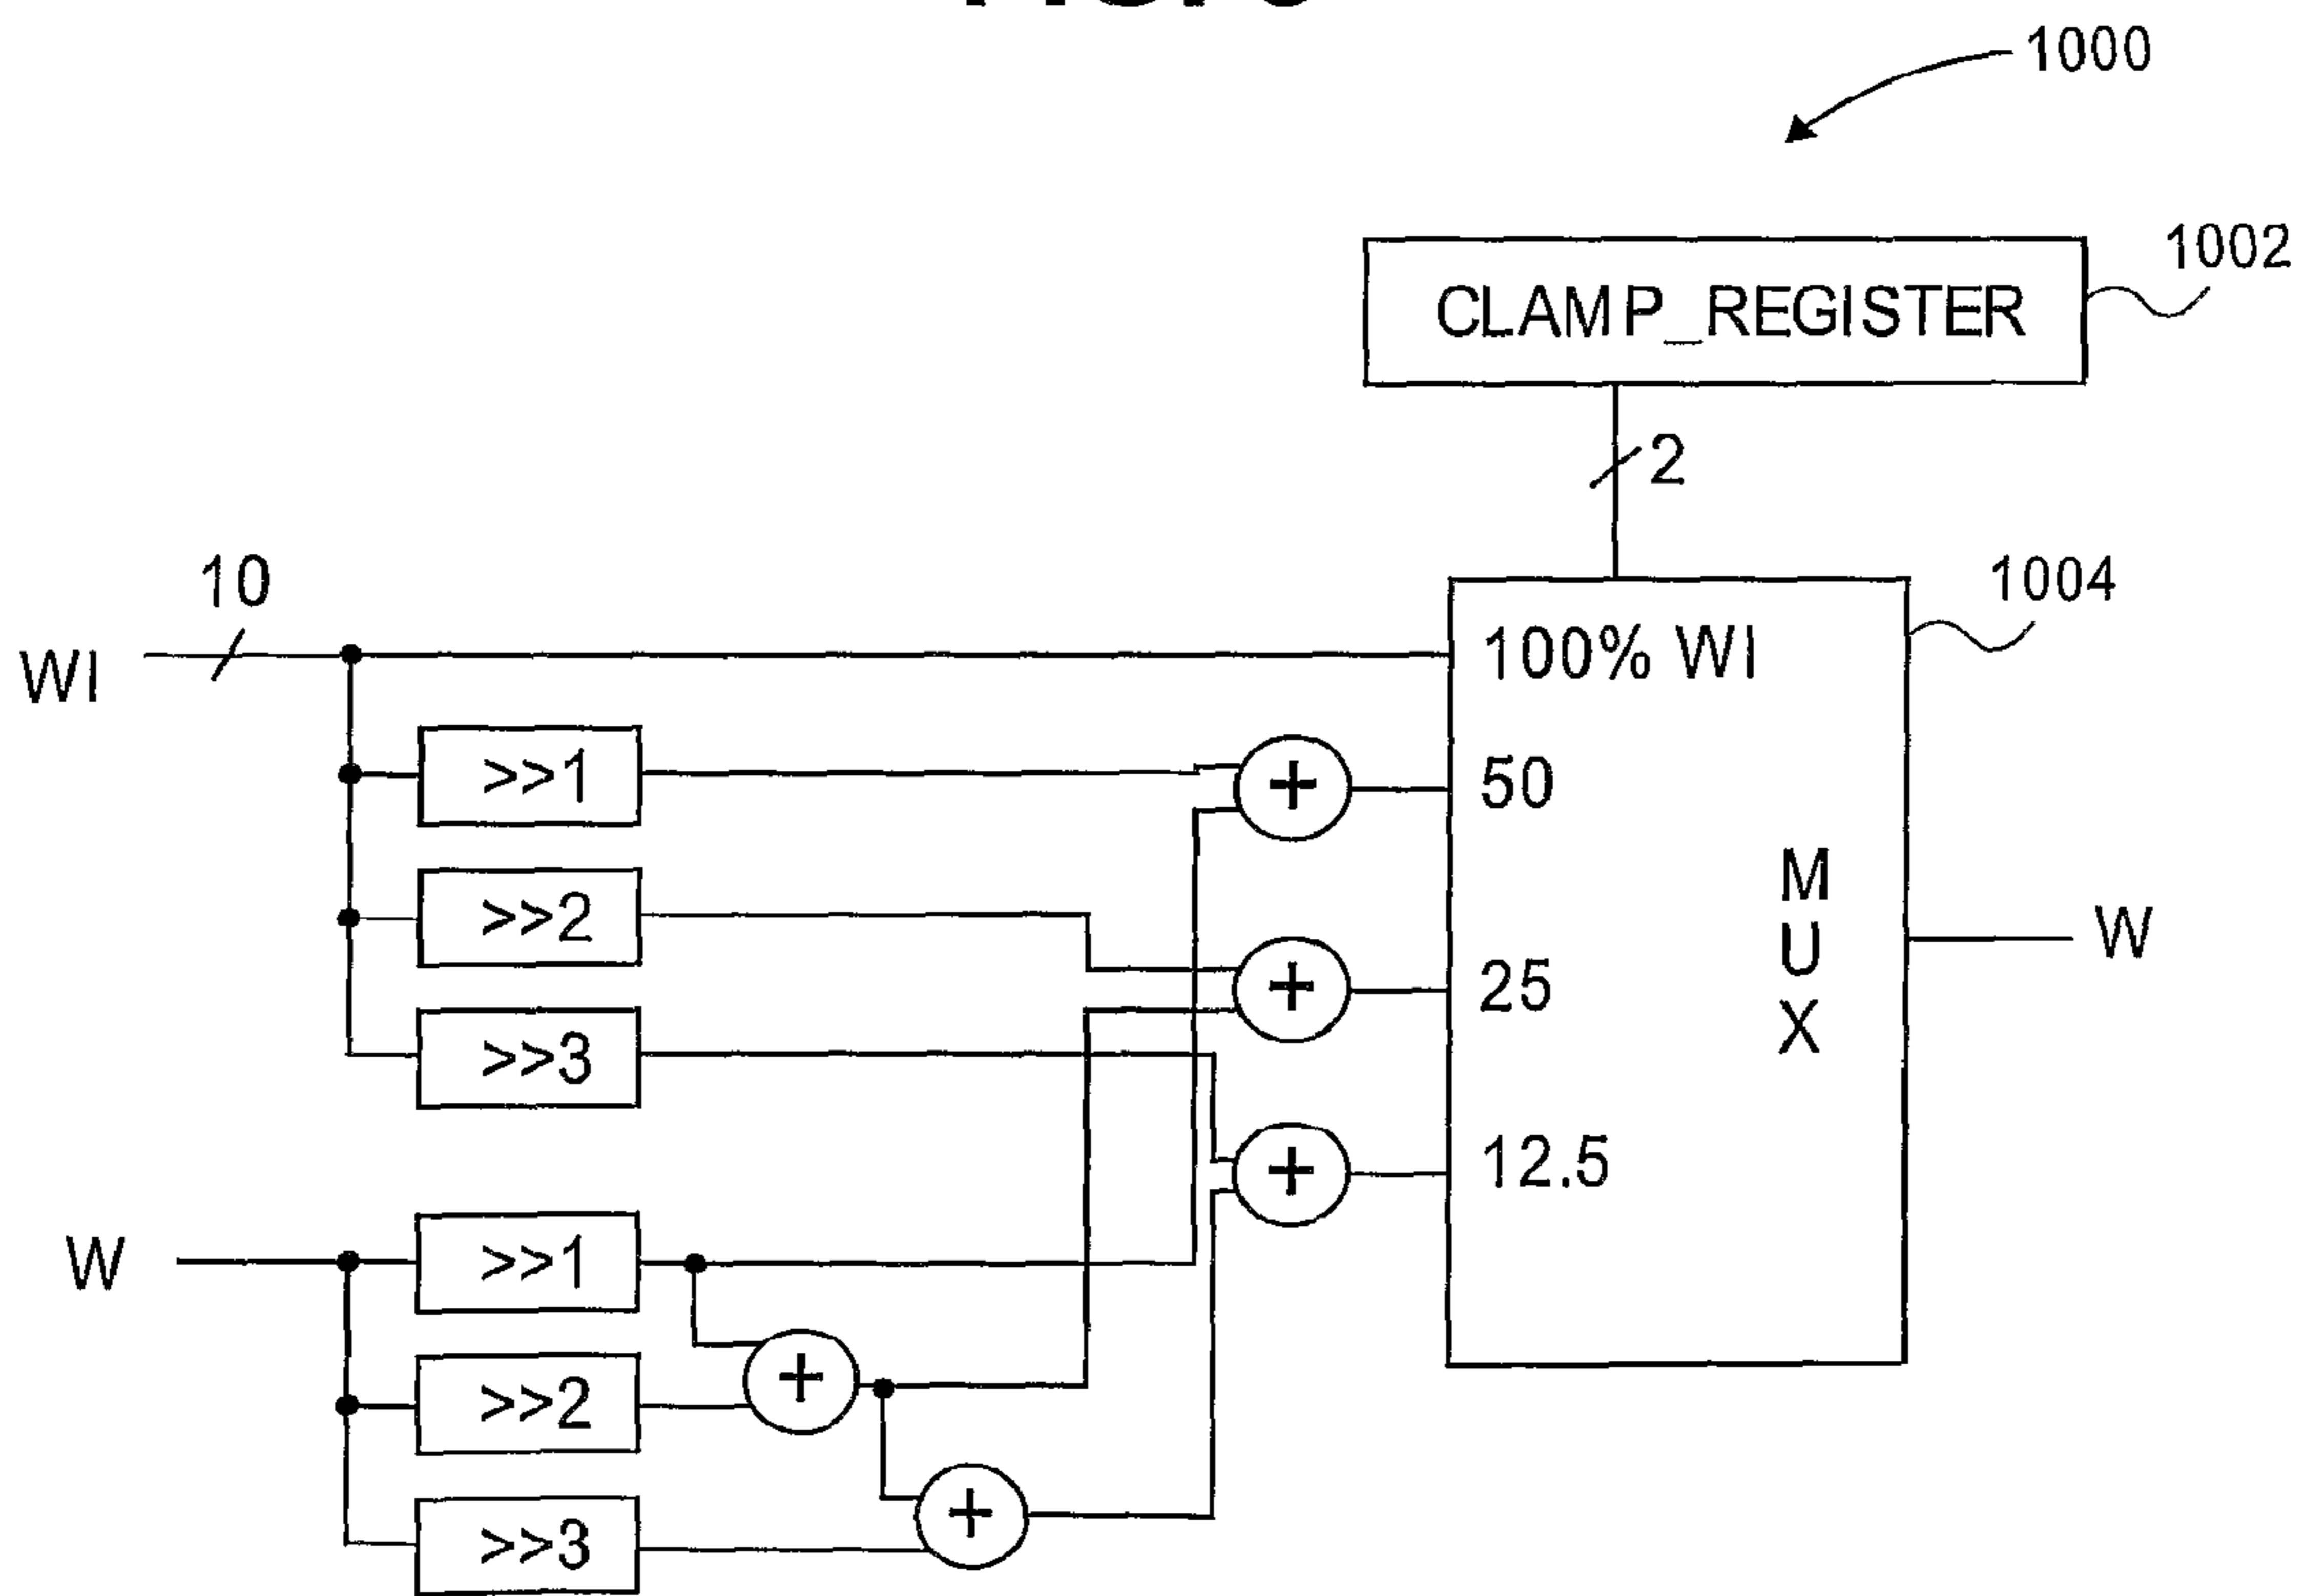 1000
1002
CLAMP_REGISTER
2
10
1004
WI
100% WI
>>1
50
>>2
M
U
X
W
25
>>3
12.5
W
>>1
>>2
>>3
+
+
+
+
+